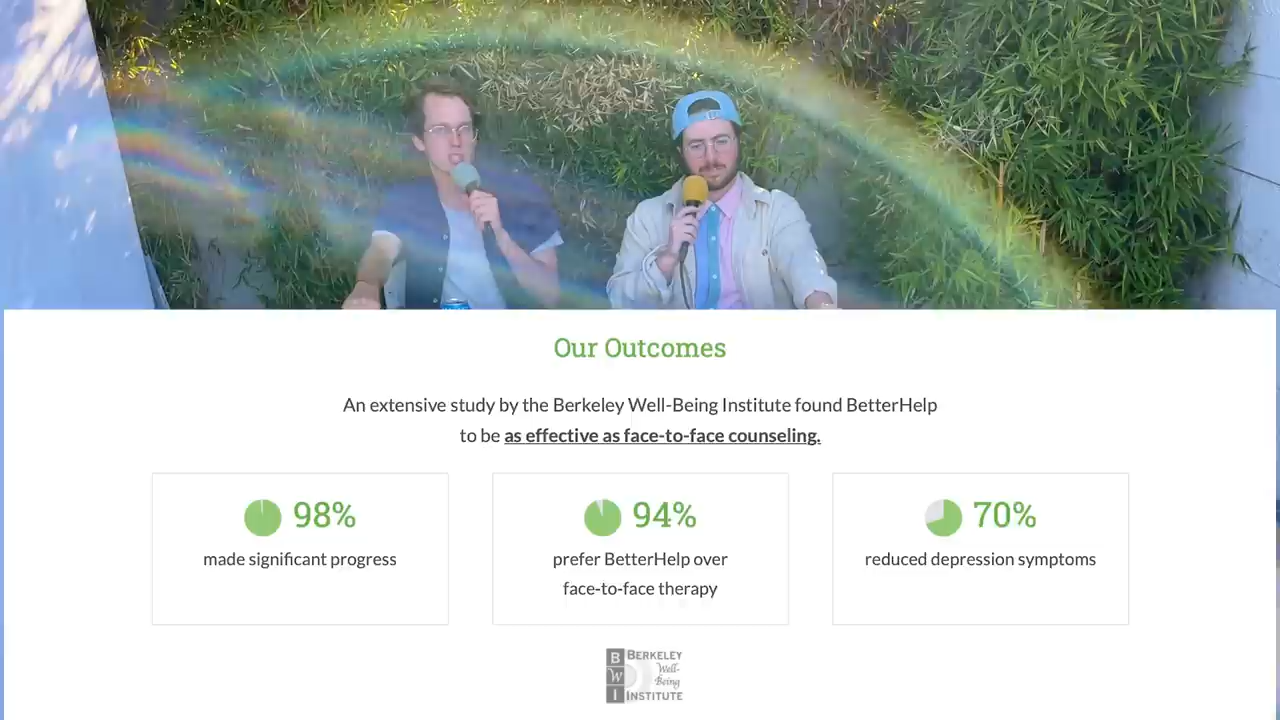 Our Outcomes
An extensive study by the Berkeley Well-Being Institute found BetterHelp
to be as effective as face-to-face counseling.
98%
made significant progress
94%
prefer BetterHelp over
face-to-face therapy
70%
reduced depression symptoms
B BERKELEY
W Well-
Being
I INSTITUTE